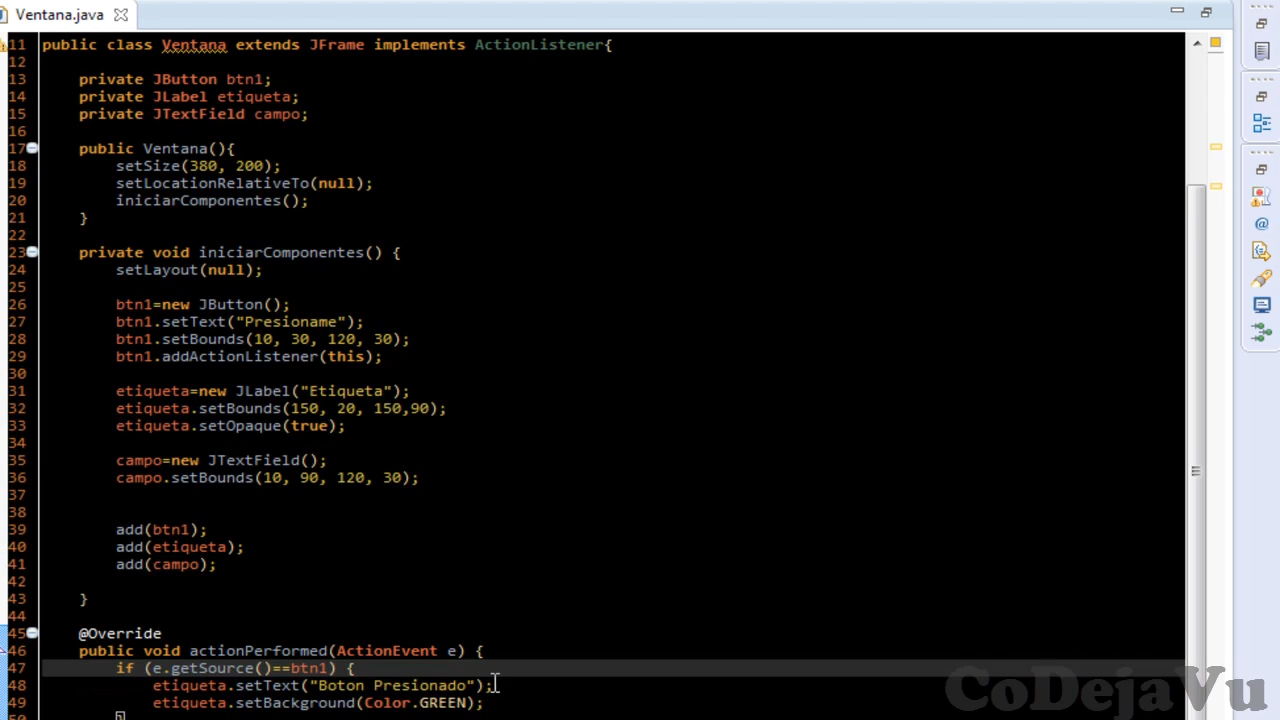 Ventana.java
11 public class Ventana extends JFrame implements ActionListener{
12
13 private JButton btn1;
14 private JLabel etiqueta;
15 private JTextField campo;
16
17 public Ventana(){
18 setSize(380, 200);
19 setLocationRelativeTo(null);
20 iniciarComponentes();
21 }
22
23 private void iniciarComponentes() {
24 setLayout(null);
25
26 btn1=new JButton();
27 btn1.setText("Presioname");
28 btn1.setBounds(10, 30, 120, 30);
29 btn1.addActionListener(this);
30
31 etiqueta=new JLabel("Etiqueta");
32 etiqueta.setBounds(150, 20, 150,90);
33 etiqueta.setOpaque(true);
34
35 campo=new JTextField();
36 campo.setBounds(10, 90, 120, 30);
37
38
39 add(btn1);
40 add(etiqueta);
41 add(campo);
42
43 }
44
45 @Override
46 public void actionPerformed(ActionEvent e) {
47 if (e.getSource()==btn1) {
48 etiqueta.setText("Boton Presionado");
49 etiqueta.setBackground(Color.GREEN);
50 }
CoDejaVu